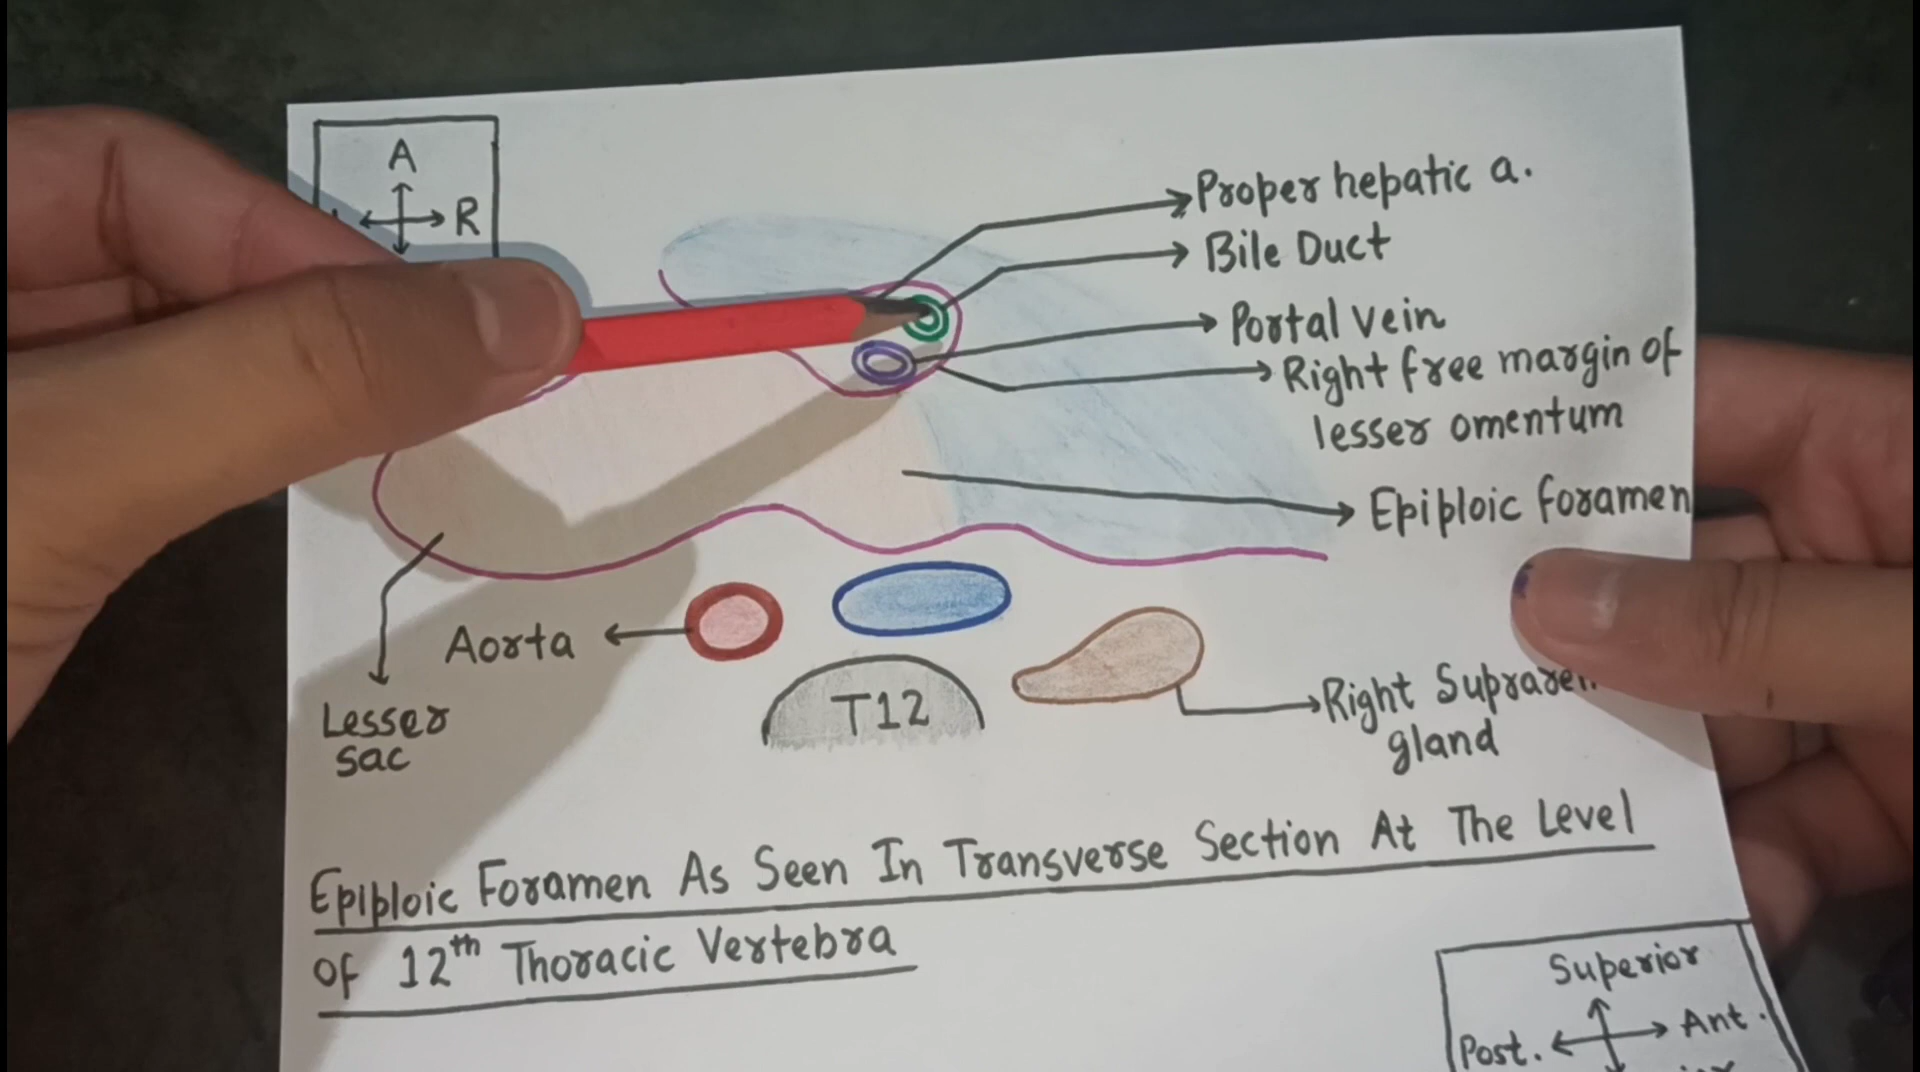 A
R
Proper hepatic a.
Bile Duct
Portal vein
Right free margin of
lesser omentum
Epiploic foramen
Aorta
T12
Right
gland
Lesser
sac
Epiploic Foramen As Seen In Transverse Section At The Level
Of 12th Thoracic Vertebra
Superior
Post.
Ant.